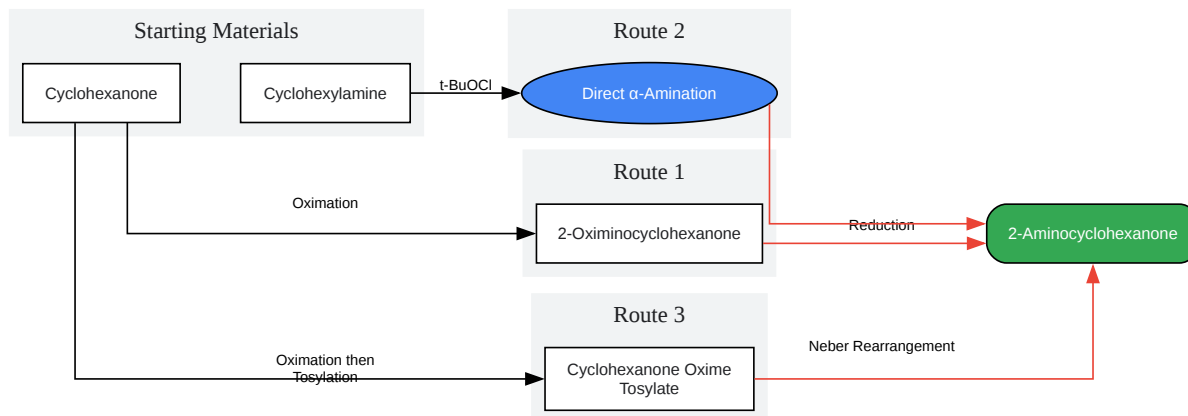 Starting Materials
Cyclohexanone
Cyclohexylamine
t-BuOCl
Route 2
Direct α-Amination
Route 1
Oximation
2-Oximinocyclohexanone
Reduction
2-Aminocyclohexanone
Route 3
Oximation then
Tosylation
Cyclohexanone Oxime
Tosylate
Neber Rearrangement